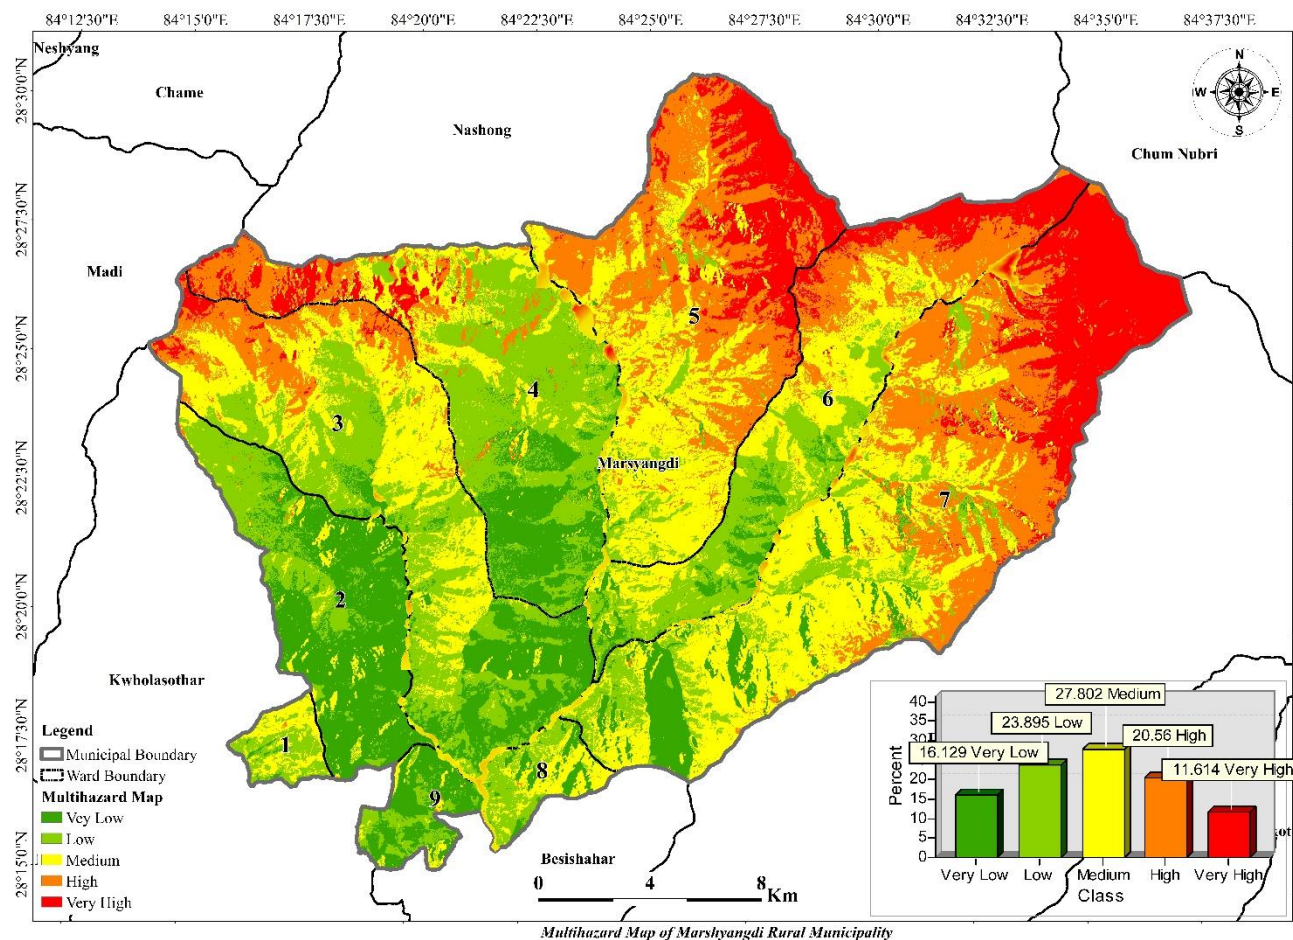 84°12'30"E 84°15'0"E 84°17'30"E 84°20'0"E 84°22'30"E 84°25'0"E 84°27'30"E 84°30'0"E 84°32'30"E 84°35'0"E 84°37'30"E
28°30'0"N
28°27'30"N
28°25'0"N
28°22'30"N
28°20'0"N
28°17'30"N
28°15'0"N
Neshyang
Chame
Nashong
Chum Nubri
Madi
N
W E
S
5
4
3
6
Marsyangdi
7
2
Kwholasothar
1
8
9
Besishahar
Legend
Municipal Boundary
Ward Boundary
Multihazard Map
Vey Low
Low
Medium
High
Very High
0 4 8
Km
27.802 Medium
23.895 Low
20.56 High
16.129 Very Low
11.614 Very High
Percent
40
35
20
15
10
5
0
Very Low Low Medium High Very High
Class
Multihazard Map of Marshyangdi Rural Municipality